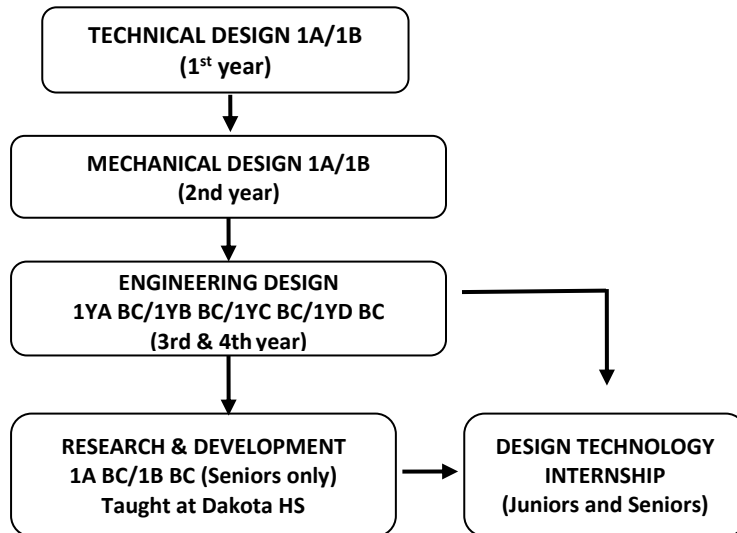 TECHNICAL DESIGN 1A/1B
(1st year)
MECHANICAL DESIGN 1A/1B
(2nd year)
ENGINEERING DESIGN
1YA BC/1YB BC/1YC BC/1YD BC
(3rd & 4th year)
RESEARCH & DEVELOPMENT
1A BC/1B BC (Seniors only)
Taught at Dakota HS
DESIGN TECHNOLOGY
INTERNSHIP
(Juniors and Seniors)